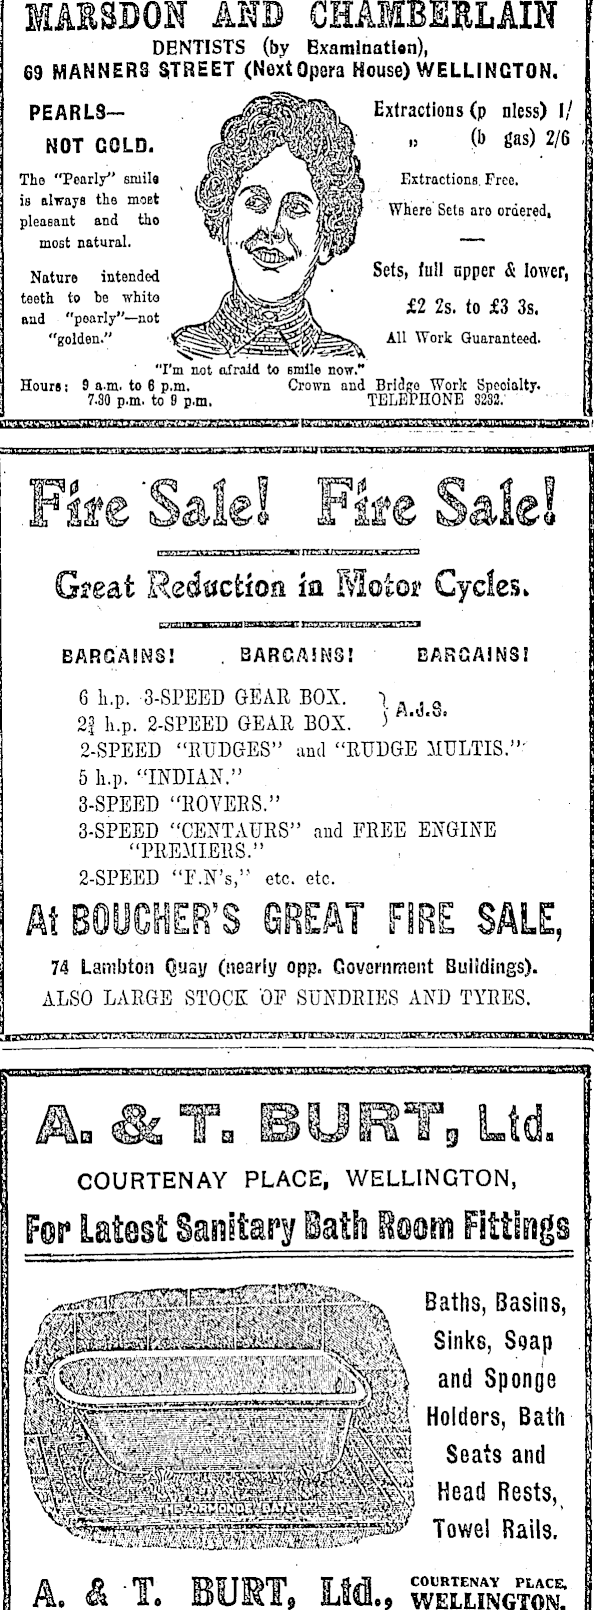 MARSDON AND CHAMBERLAIN
DENTISTS (by Examination),
69 MANNERS STREET (Next Opera House) WELLINGTON.
PEARLS—
NOT GOLD.
The "Pearly" smile
is always the most
pleasant and the
most natural.
Nature intended
teeth to be white
and "pearly"—not
"golden."
Extractions (p nless) 1/
„ (b gas) 2/6
Extractions Free.
Where Sets are ordered,
Sets, full upper & lower,
£2 2s. to £3 3s.
All Work Guaranteed.
"I'm not afraid to smile now."
Hours: 9 a.m. to 6 p.m.
7.30 p.m. to 9 p.m.
Crown and Bridge Work Specialty.
TELEPHONE 3232.
Fire Sale! Fire Sale!
Great Reduction in Motor Cycles.
BARGAINS! BARGAINS! BARGAINS!
6 h.p. 3-SPEED GEAR BOX.
2¾ h.p. 2-SPEED GEAR BOX. } A.J.S.
2-SPEED "RUDGES" and "RUDGE MULTIS."
5 h.p. "INDIAN."
3-SPEED "ROVERS."
3-SPEED "CENTAURS" and FREE ENGINE
"PREMIERS."
2-SPEED "F.N's," etc. etc.
At BOUCHER'S GREAT FIRE SALE,
74 Lambton Quay (nearly opp. Government Buildings).
ALSO LARGE STOCK OF SUNDRIES AND TYRES.
A. & T. BURT, Ltd.
COURTENAY PLACE, WELLINGTON,
For Latest Sanitary Bath Room Fittings
Baths, Basins,
Sinks, Soap
and Sponge
Holders, Bath
Seats and
Head Rests,
Towel Rails.
THE ORMONDE BATH
A. & T. BURT, Ltd., COURTENAY PLACE,
WELLINGTON.